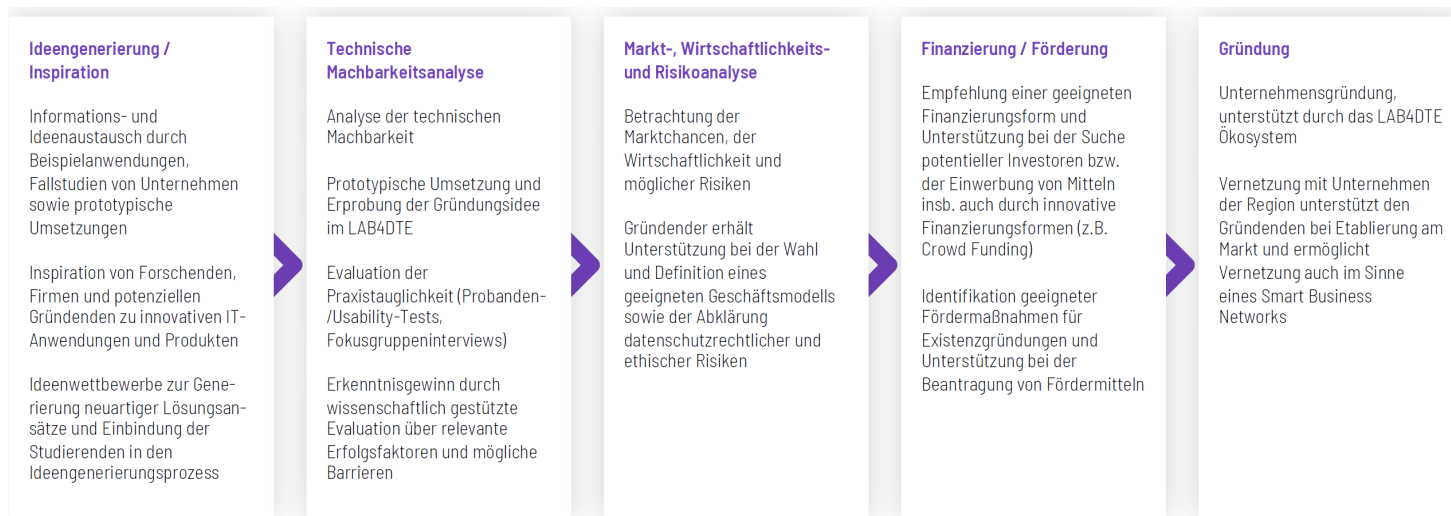 Ideengenerierung /
Inspiration
Informations- und
Ideenaustausch durch
Beispielanwendungen,
Fallstudien von Unternehmen
sowie prototypische
Umsetzungen
Inspiration von Forschenden,
Firmen und potenziellen
Gründenden zu innovativen IT-
Anwendungen und Produkten
Ideenwettbewerbe zur Gene-
rierung neuartiger Lösungsan-
sätze und Einbindung der
Studierenden in den
Ideengenerierungsprozess
Technische
Machbarkeitsanalyse
Analyse der technischen
Machbarkeit
Prototypische Umsetzung und
Erprobung der Gründungsidee
im LAB4DTE
Evaluation der
Praxistauglichkeit (Probanden-
/Usability-Tests,
Fokusgruppeninterviews)
Erkenntnisgewinn durch
wissenschaftlich gestützte
Evaluation über relevante
Erfolgsfaktoren und mögliche
Barrieren
Markt-, Wirtschaftlichkeits-
und Risikoanalyse
Betrachtung der
Marktchancen, der
Wirtschaftlichkeit und
möglicher Risiken
Gründender erhält
Unterstützung bei der Wahl
und Definition eines
geeigneten Geschäftsmodells
sowie der Abklärung
datenschutzrechtlicher und
ethischer Risiken
Finanzierung / Förderung
Empfehlung einer geeigneten
Finanzierungsform und
Unterstützung bei der Suche
potentieller Investoren bzw.
der Einwerbung von Mitteln
insb. auch durch innovative
Finanzierungsformen (z.B.
Crowd Funding)
Identifikation geeigneter
Fördermaßnahmen für
Existenzgründungen und
Unterstützung bei der
Beantragung von Fördermitteln
Gründung
Unternehmensgründung,
unterstützt durch das LAB4DTE
Ökosystem
Vernetzung mit Unternehmen
der Region unterstützt den
Gründenden bei Etablierung am
Markt und ermöglicht
Vernetzung auch im Sinne
eines Smart Business
Networks